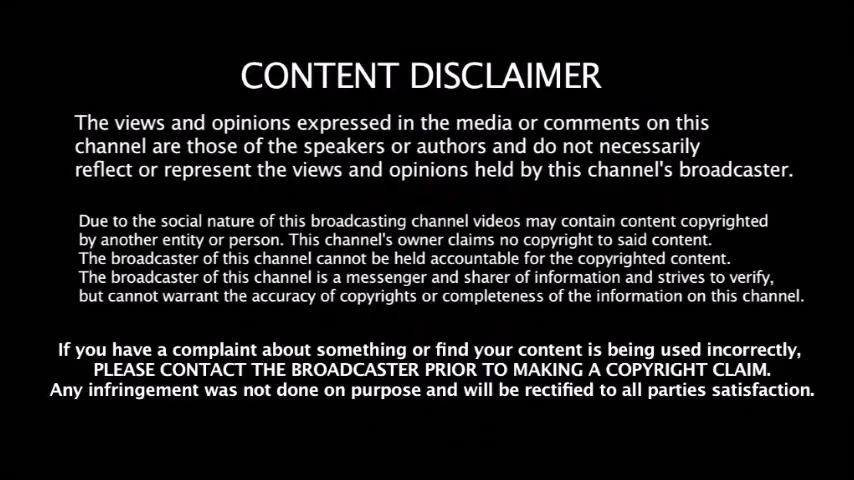 CONTENT DISCLAIMER
The views and opinions expressed in the media or comments on this
channel are those of the speakers or authors and do not necessarily
reflect or represent the views and opinions held by this channel's broadcaster.
Due to the social nature of this broadcasting channel videos may contain content copyrighted
by another entity or person. This channel's owner claims no copyright to said content.
The broadcaster of this channel cannot be held accountable for the copyrighted content.
The broadcaster of this channel is a messenger and sharer of information and strives to verify,
but cannot warrant the accuracy of copyrights or completeness of the information on this channel.
If you have a complaint about something or find your content is being used incorrectly,
PLEASE CONTACT THE BROADCASTER PRIOR TO MAKING A COPYRIGHT CLAIM.
Any infringement was not done on purpose and will be rectified to all parties satisfaction.